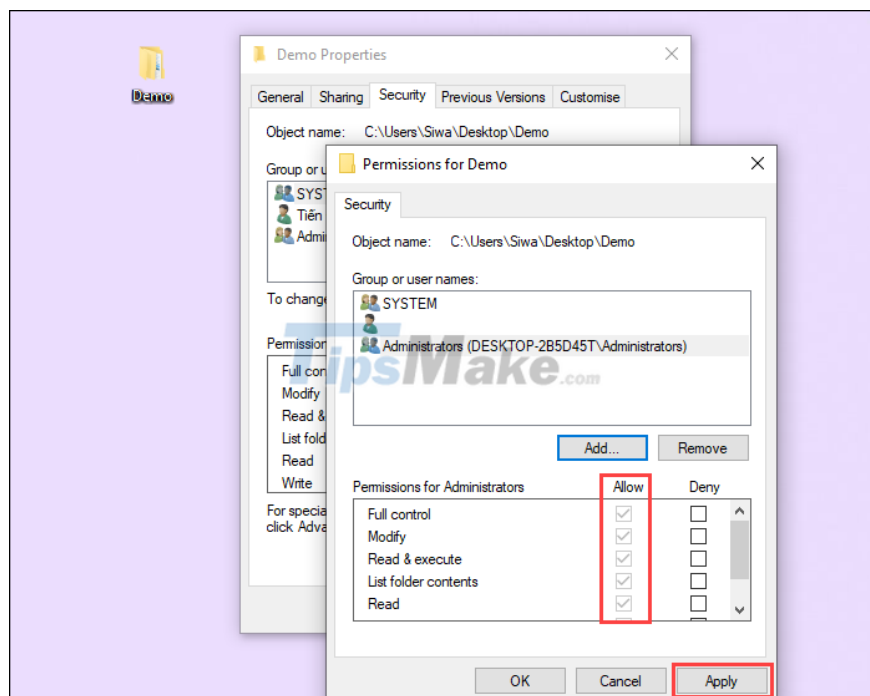 Demo
Demo Properties
General Sharing Security Previous Versions Customise
Object name: C:\Users\Siwa\Desktop\Demo
Group or u
SYST
Tiến
Admi
To change
Permission
Full con
Modify
Read &
List fold
Read
Write
For specia
click Adva
Permissions for Demo
Security
Object name: C:\Users\Siwa\Desktop\Demo
Group or user names:
SYSTEM
Administrators (DESKTOP-2B5D45T\Administrators)
TipsMake.com
Add... Remove
Permissions for Administrators Allow Deny
Full control
Modify
Read & execute
List folder contents
Read
OK Cancel Apply